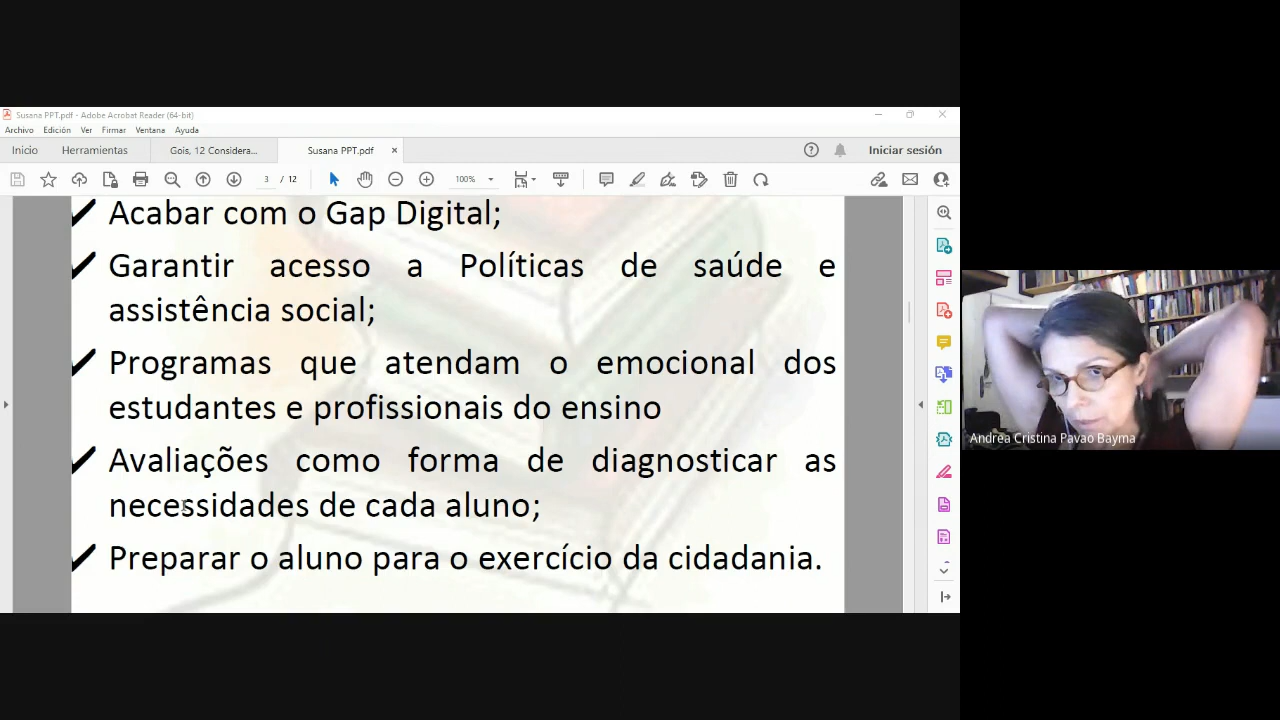 Susana PPT.pdf - Adobe Acrobat Reader (64-bit)
Archivo Edición Ver Firmar Ventana Ayuda
Inicio Herramientas Gois, 12 Considera... Susana PPT.pdf × Iniciar sesión
3 / 12 100%
Acabar com o Gap Digital;
Garantir acesso a Políticas de saúde e
assistência social;
Programas que atendam o emocional dos
estudantes e profissionais do ensino
Avaliações como forma de diagnosticar as
necessidades de cada aluno;
Preparar o aluno para o exercício da cidadania.
Andrea Cristina Pavao Bayma